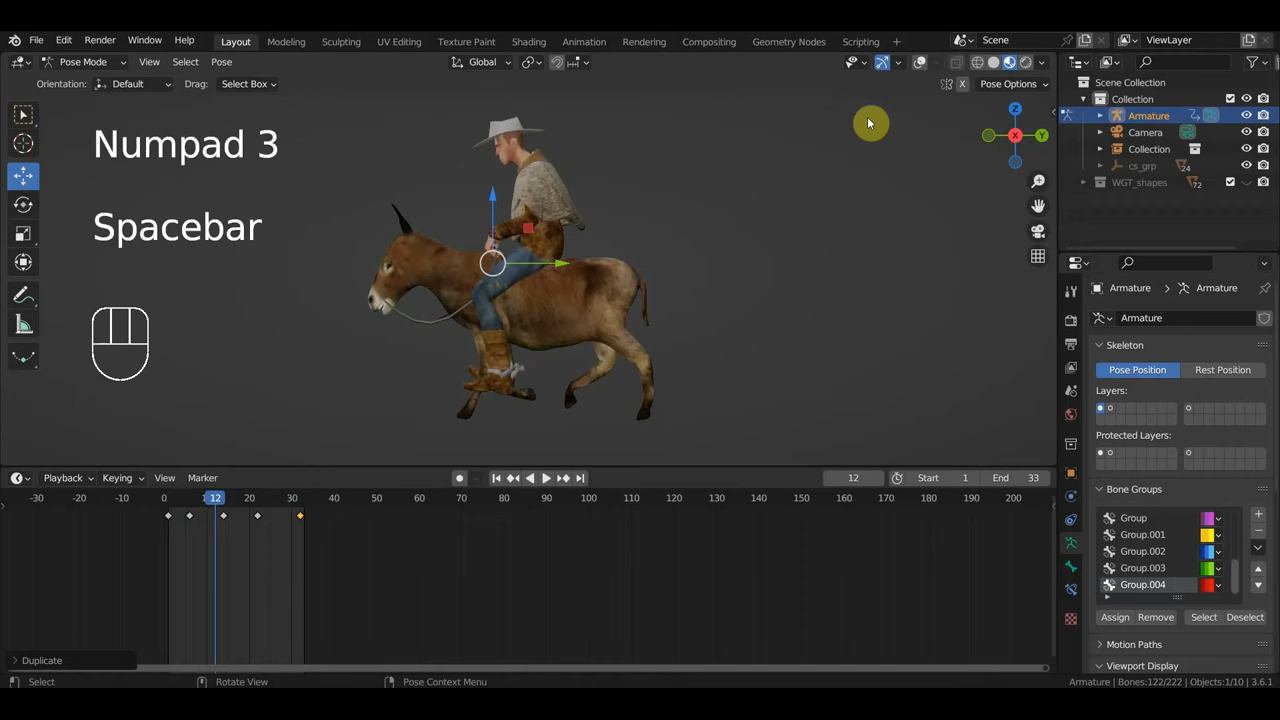 File Edit Render Window Help Layout Modeling Sculpting UV Editing Texture Paint Shading Animation Rendering Compositing Geometry Nodes Scripting Scene ViewLayer
Pose Mode View Select Pose Global
Orientation: Default Drag: Select Box X Pose Options
Scene Collection
Collection
Armature
Camera
Collection
cs_grp 24
WGT_shapes 72
Z
Y
X
Numpad 3
Spacebar
Armature Armature
Armature
Skeleton
Pose Position Rest Position
Layers:
Protected Layers:
Bone Groups
Group
Group.001
Group.002
Group.003
Group.004
Assign Remove Select Deselect
Motion Paths
Viewport Display
Playback Keying View Marker 12 Start 1 End 33
-30 -20 -10 0 12 20 30 40 50 60 70 80 90 100 110 120 130 140 150 160 170 180 190 200
Duplicate
Select Rotate View Pose Context Menu Armature | Bones:122/222 | Objects:1/10 | 3.6.1